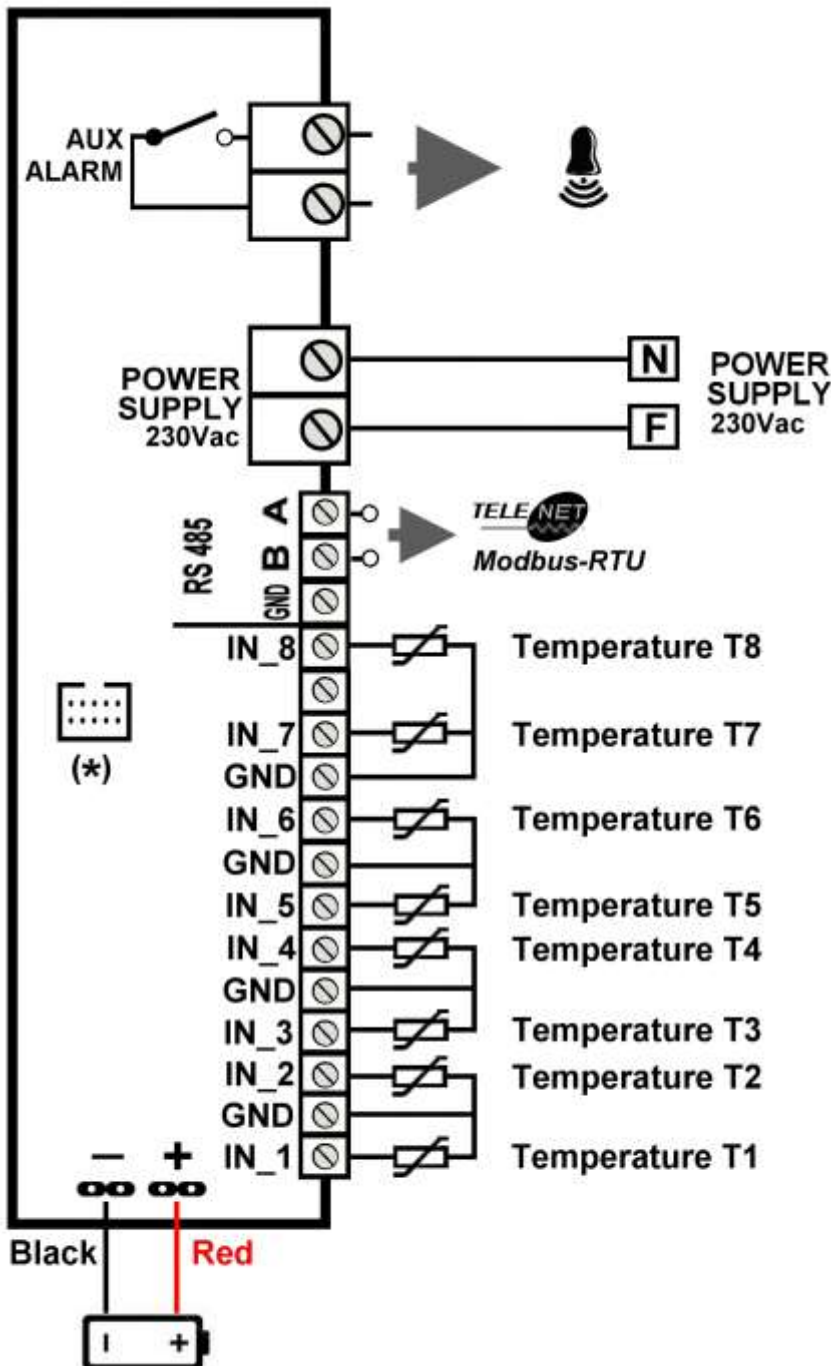 AUX
ALARM
POWER
SUPPLY
230Vac
N
F
POWER
SUPPLY
230Vac
RS 485
A
B
GND
TELE NET
Modbus-RTU
IN_8 Temperature T8
IN_7 Temperature T7
GND
IN_6 Temperature T6
GND
IN_5 Temperature T5
IN_4 Temperature T4
GND
IN_3 Temperature T3
IN_2 Temperature T2
GND
IN_1 Temperature T1
(*)
− +
Black Red
− +